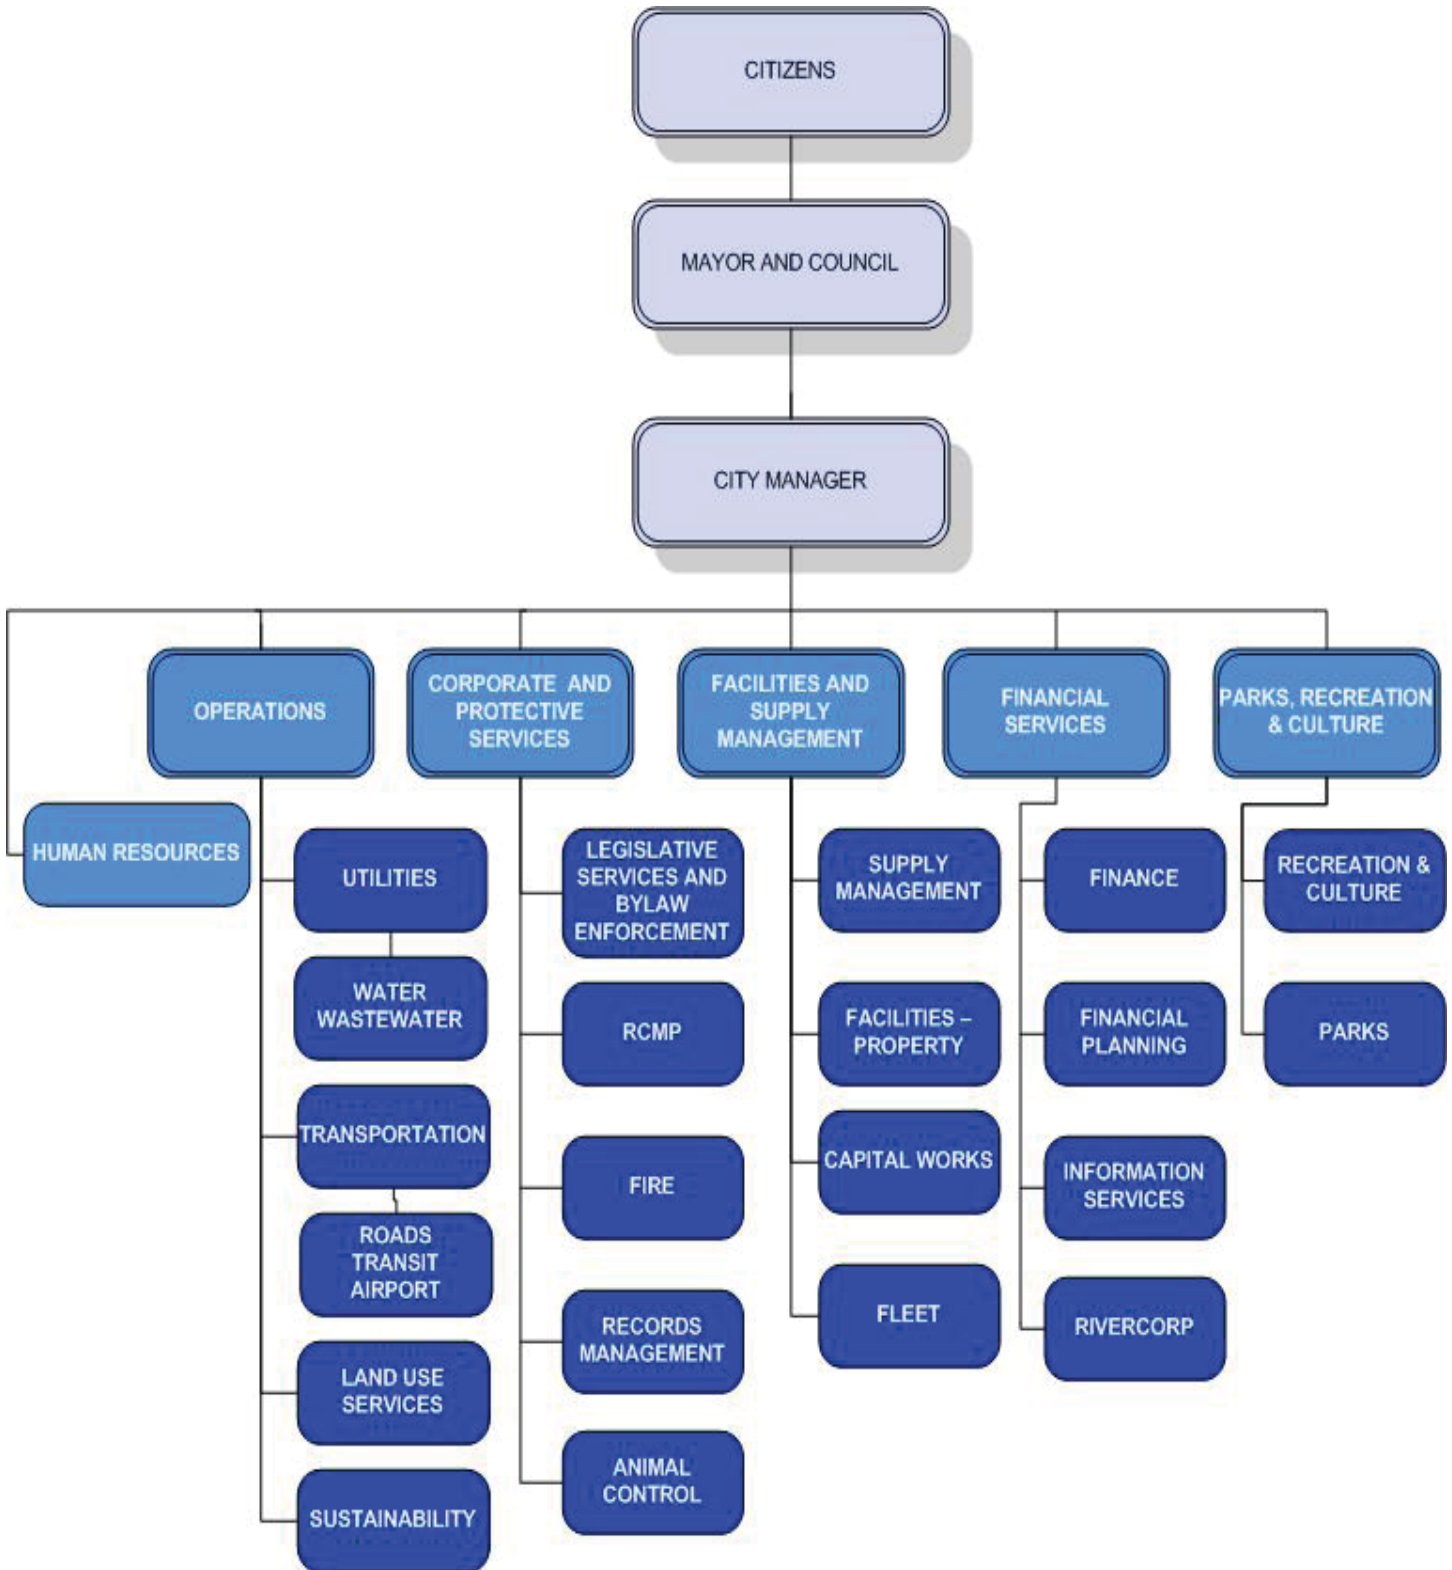 CITIZENS
MAYOR AND COUNCIL
CITY MANAGER
OPERATIONS
CORPORATE AND
PROTECTIVE
SERVICES
FACILITIES AND
SUPPLY
MANAGEMENT
FINANCIAL
SERVICES
PARKS, RECREATION
& CULTURE
HUMAN RESOURCES
UTILITIES
WATER
WASTEWATER
TRANSPORTATION
ROADS
TRANSIT
AIRPORT
LAND USE
SERVICES
SUSTAINABILITY
LEGISLATIVE
SERVICES AND
BYLAW
ENFORCEMENT
RCMP
FIRE
RECORDS
MANAGEMENT
ANIMAL
CONTROL
SUPPLY
MANAGEMENT
FACILITIES –
PROPERTY
CAPITAL WORKS
FLEET
FINANCE
FINANCIAL
PLANNING
INFORMATION
SERVICES
RIVERCORP
RECREATION &
CULTURE
PARKS